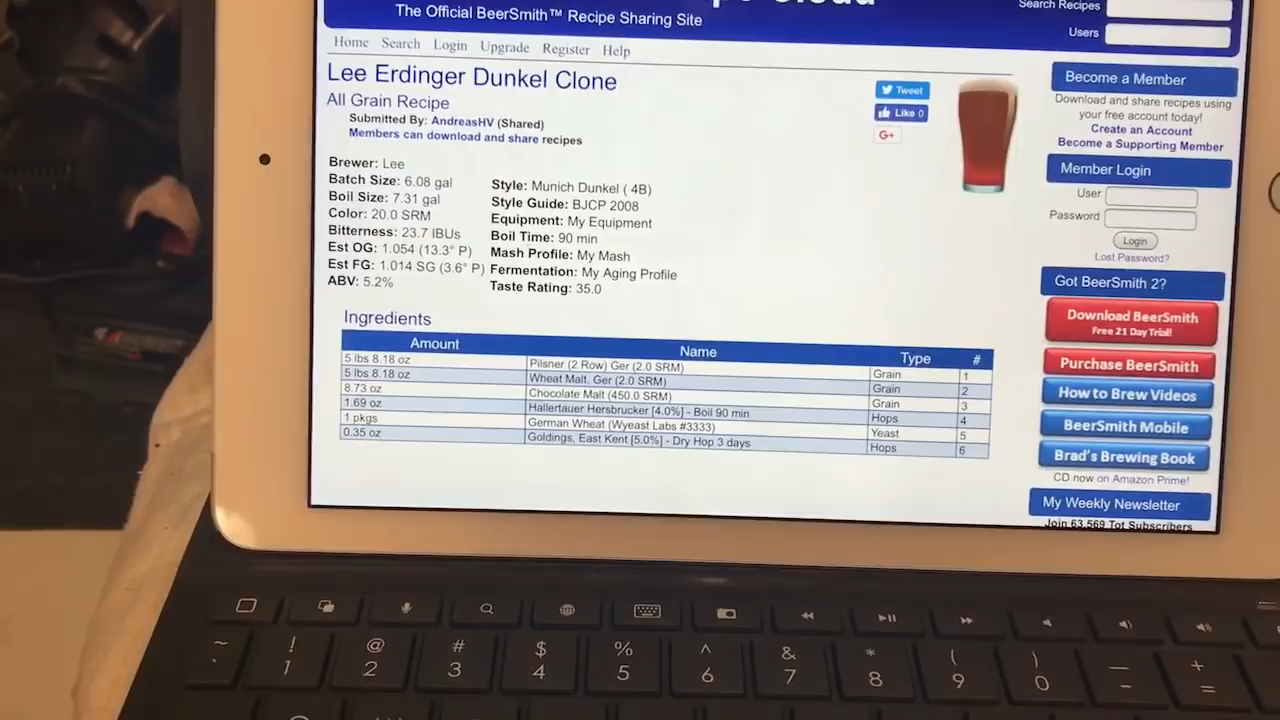 The Official BeerSmith™ Recipe Sharing Site
Search Recipes
Users
Home Search Login Upgrade Register Help
Lee Erdinger Dunkel Clone
All Grain Recipe
Submitted By: AndreasHV (Shared)
Members can download and share recipes
Tweet
Like 0
G+
Brewer: Lee
Batch Size: 6.08 gal
Boil Size: 7.31 gal
Color: 20.0 SRM
Bitterness: 23.7 IBUs
Est OG: 1.054 (13.3° P)
Est FG: 1.014 SG (3.6° P)
ABV: 5.2%
Style: Munich Dunkel ( 4B)
Style Guide: BJCP 2008
Equipment: My Equipment
Boil Time: 90 min
Mash Profile: My Mash
Fermentation: My Aging Profile
Taste Rating: 35.0
Ingredients
Amount Name Type #
5 lbs 8.18 oz Pilsner (2 Row) Ger (2.0 SRM) Grain 1
5 lbs 8.18 oz Wheat Malt, Ger (2.0 SRM) Grain 2
8.73 oz Chocolate Malt (450.0 SRM) Grain 3
1.69 oz Hallertauer Hersbrucker [4.0%] - Boil 90 min Hops 4
1 pkgs German Wheat (Wyeast Labs #3333) Yeast 5
0.35 oz Goldings, East Kent [5.0%] - Dry Hop 3 days Hops 6
Become a Member
Download and share recipes using
your free account today!
Create an Account
Become a Supporting Member
Member Login
User
Password
Login
Lost Password?
Got BeerSmith 2?
Download BeerSmith
Free 21 Day Trial!
Purchase BeerSmith
How to Brew Videos
BeerSmith Mobile
Brad's Brewing Book
CD now on Amazon Prime!
My Weekly Newsletter
Join 63,569 Tot Subscribers
~ ! @ # $ % ^ & * ( ) — +
` 1 2 3 4 5 6 7 8 9 0 - =